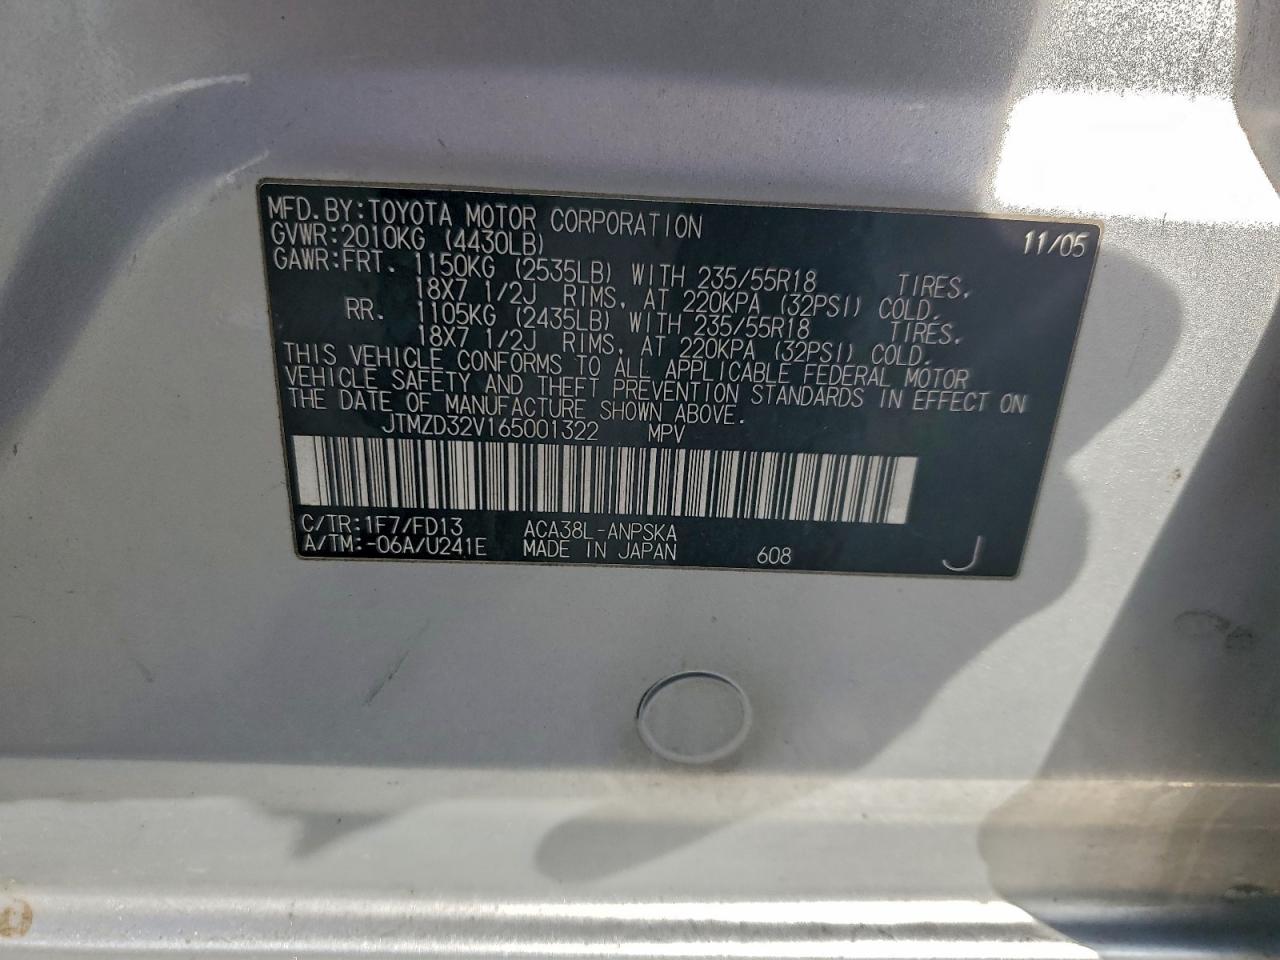 MFD.BY:TOYOTA MOTOR CORPORATION 11/05
GVWR:2010KG (4430LB)
GAWR:FRT. 1150KG (2535LB) WITH 235/55R18 TIRES,
18X7 1/2J RIMS, AT 220KPA (32PSI) COLD.
RR. 1105KG (2435LB) WITH 235/55R18 TIRES.
18X7 1/2J RIMS, AT 220KPA (32PSI) COLD.
THIS VEHICLE CONFORMS TO ALL APPLICABLE FEDERAL MOTOR
VEHICLE SAFETY AND THEFT PREVENTION STANDARDS IN EFFECT ON
THE DATE OF MANUFACTURE SHOWN ABOVE.
JTMZD32V165001322 MPV
C/TR:1F7/FD13 ACA38L-ANPSKA
A/TM:-06A/U241E MADE IN JAPAN 608 J